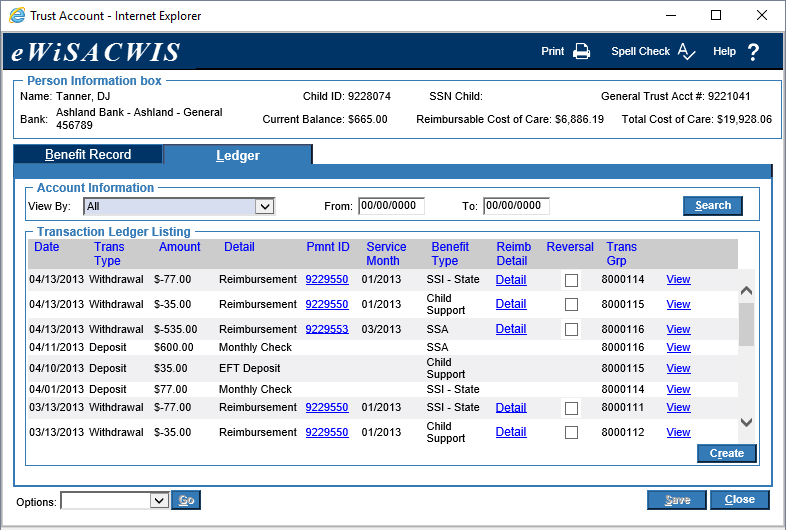 Trust Account - Internet Explorer
eWiSACWIS Print Spell Check Help ?
Person Information box
Name: Tanner, DJ Child ID: 9228074 SSN Child: General Trust Acct #: 9221041
Bank: Ashland Bank - Ashland - General 456789 Current Balance: $665.00 Reimbursable Cost of Care: $6,886.19 Total Cost of Care: $19,928.06
Benefit Record Ledger
Account Information
View By: All From: 00/00/0000 To: 00/00/0000 Search
Transaction Ledger Listing
Date Trans Type Amount Detail Pmnt ID Service Month Benefit Type Reimb Detail Reversal Trans Grp
04/13/2013 Withdrawal $-77.00 Reimbursement 9229550 01/2013 SSI - State Detail 8000114 View
04/13/2013 Withdrawal $-35.00 Reimbursement 9229550 01/2013 Child Support Detail 8000115 View
04/13/2013 Withdrawal $-535.00 Reimbursement 9229553 03/2013 SSA Detail 8000116 View
04/11/2013 Deposit $600.00 Monthly Check SSA 8000116 View
04/10/2013 Deposit $35.00 EFT Deposit Child Support 8000115 View
04/01/2013 Deposit $77.00 Monthly Check SSI - State 8000114 View
03/13/2013 Withdrawal $-77.00 Reimbursement 9229550 01/2013 SSI - State Detail 8000111 View
03/13/2013 Withdrawal $-35.00 Reimbursement 9229550 01/2013 Child Support Detail 8000112 View
Create
Options: Go Save Close